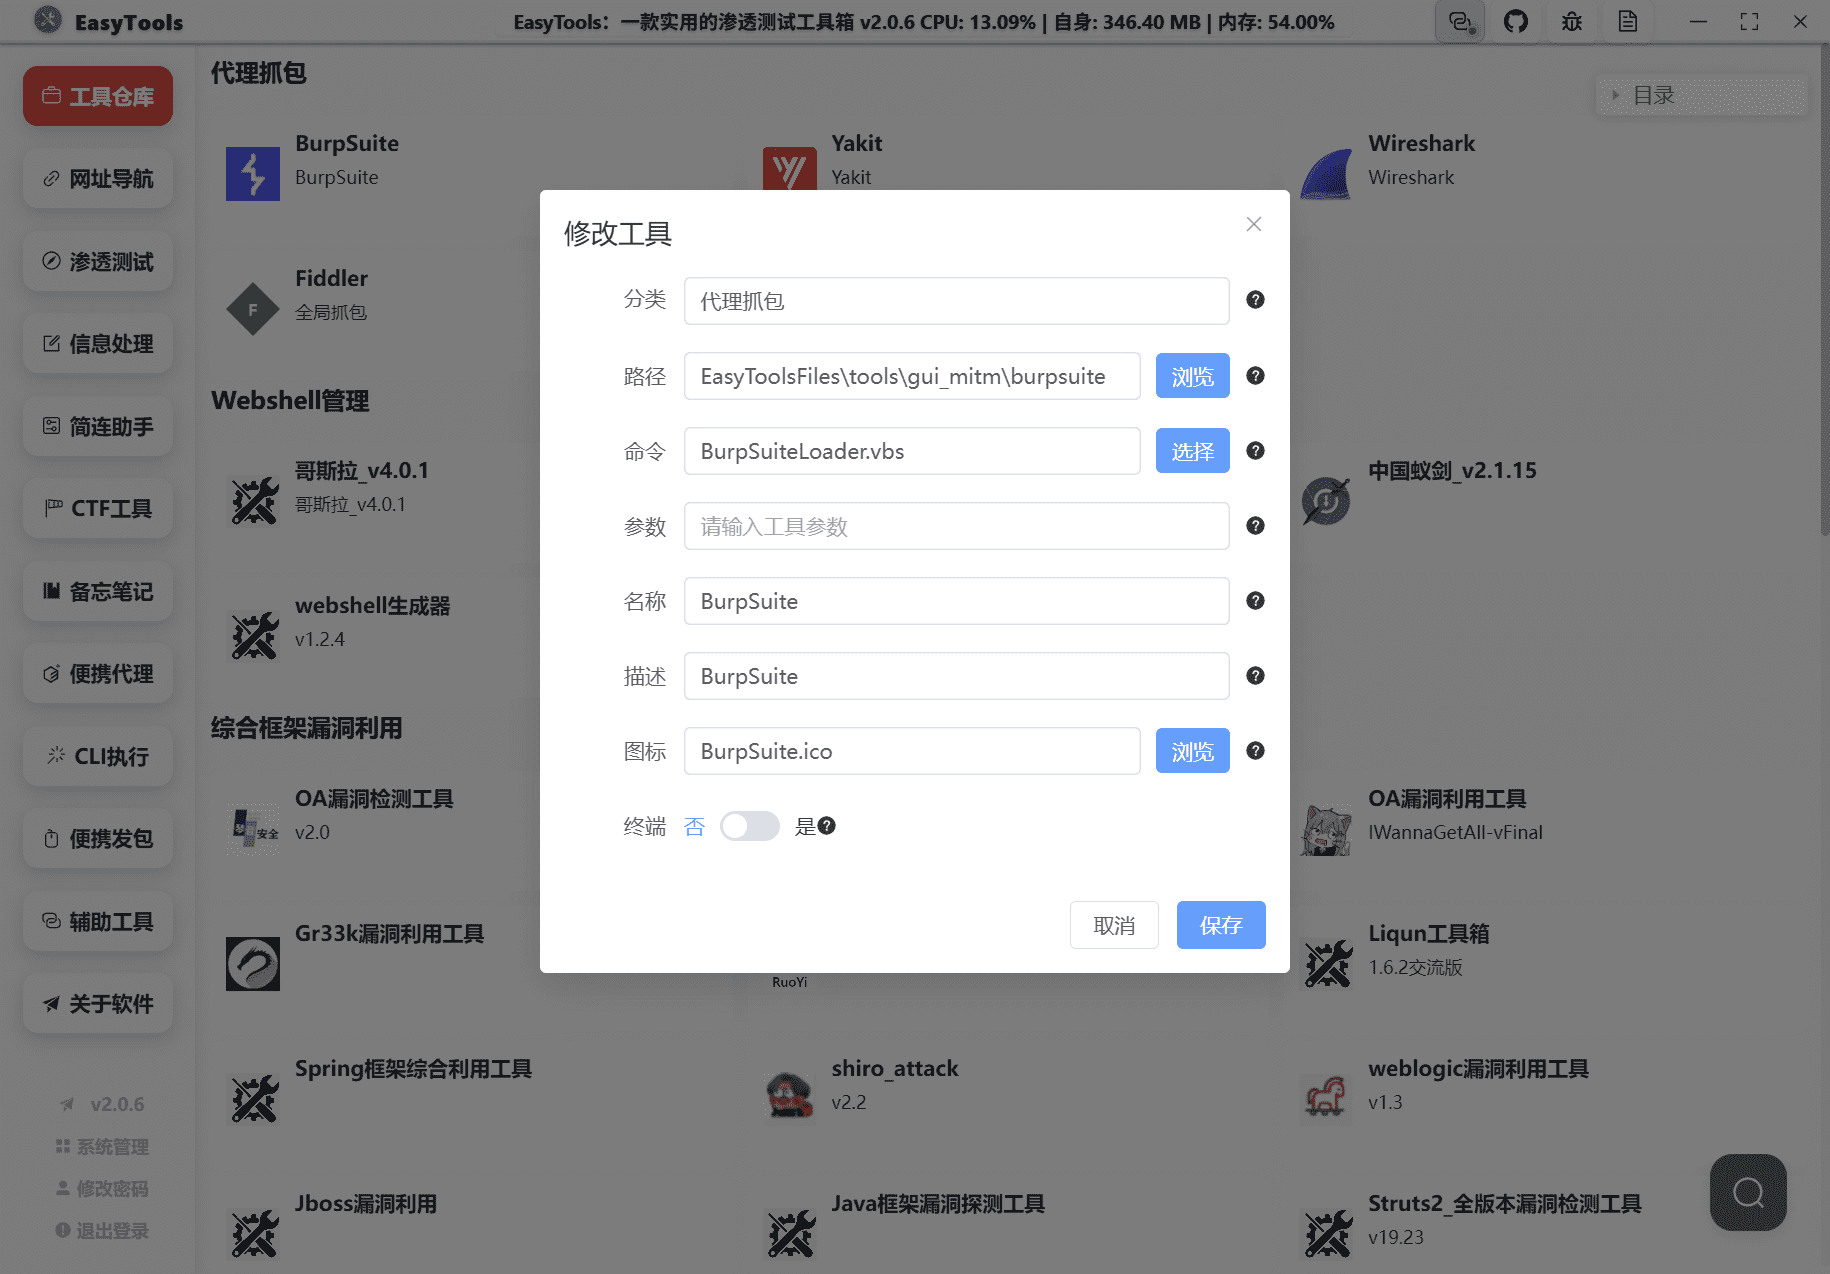 EasyTools
EasyTools：一款实用的渗透测试工具箱 v2.0.6 CPU: 13.09% | 自身: 346.40 MB | 内存: 54.00%
工具仓库
网址导航
渗透测试
信息处理
简连助手
CTF工具
备忘笔记
便携代理
CLI执行
便携发包
辅助工具
关于软件
v2.0.6
系统管理
修改密码
退出登录
目录
代理抓包
BurpSuite
BurpSuite
Yakit
Yakit
Wireshark
Wireshark
F
Fiddler
全局抓包
Webshell管理
哥斯拉_v4.0.1
哥斯拉_v4.0.1
中国蚁剑_v2.1.15
webshell生成器
v1.2.4
综合框架漏洞利用
OA漏洞检测工具
v2.0
安全
OA漏洞利用工具
IWannaGetAll-vFinal
Gr33k漏洞利用工具
RuoYi
Liqun工具箱
1.6.2交流版
Spring框架综合利用工具
shiro_attack
v2.2
weblogic漏洞利用工具
v1.3
Jboss漏洞利用
Java框架漏洞探测工具
Struts2_全版本漏洞检测工具
v19.23
修改工具
分类 代理抓包
路径 EasyToolsFiles\tools\gui_mitm\burpsuite 浏览
命令 BurpSuiteLoader.vbs 选择
参数 请输入工具参数
名称 BurpSuite
描述 BurpSuite
图标 BurpSuite.ico 浏览
终端 否 是
取消 保存